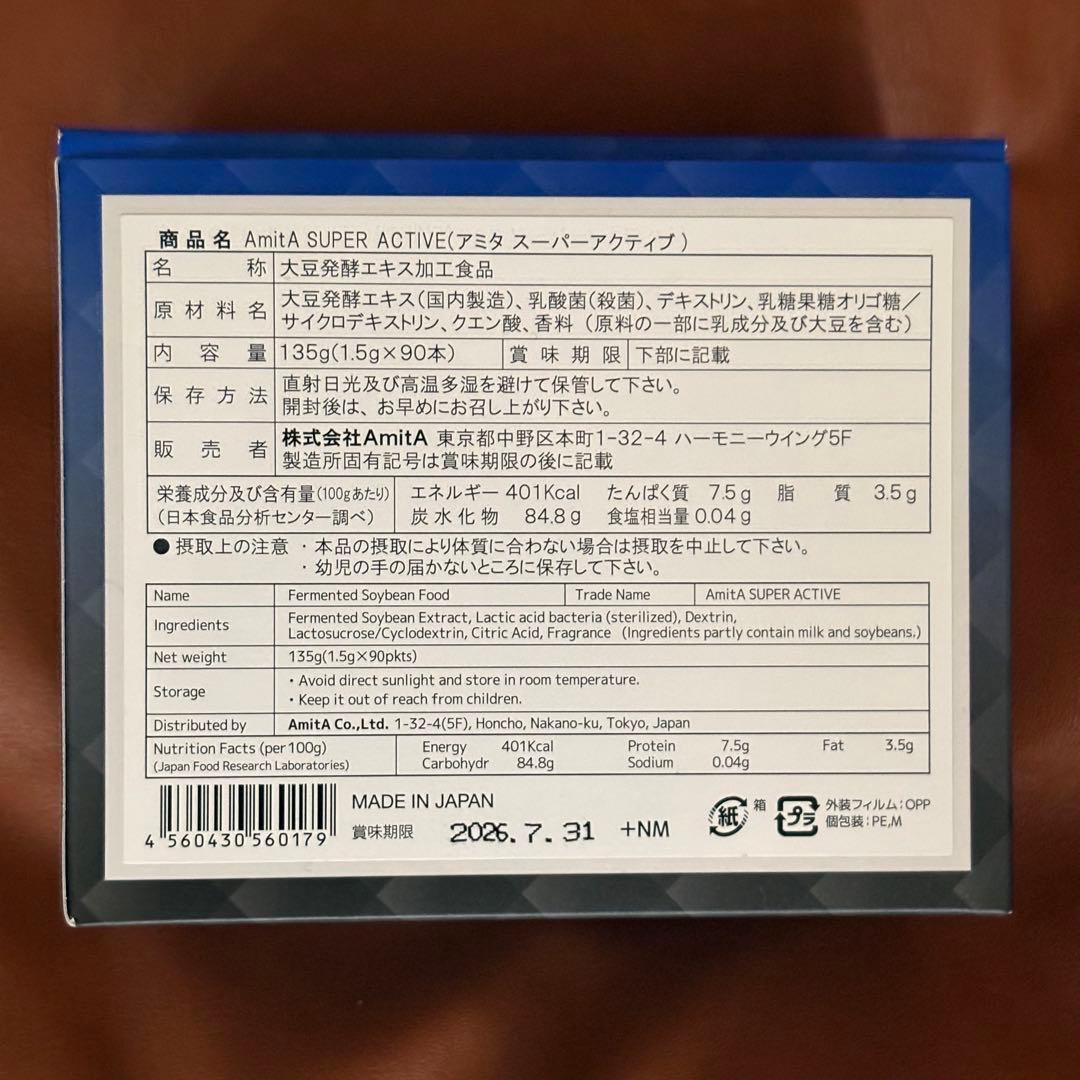 商品名 AmitA SUPER ACTIVE(アミタ スーパーアクティブ )
名称 大豆発酵エキス加工食品
原材料名 大豆発酵エキス(国内製造)、乳酸菌(殺菌)、デキストリン、乳糖果糖オリゴ糖/
サイクロデキストリン、クエン酸、香料 (原料の一部に乳成分及び大豆を含む)
内容量 135g(1.5g×90本) 賞味期限 下部に記載
保存方法 直射日光及び高温多湿を避けて保管して下さい。
開封後は、お早めにお召し上がり下さい。
販売者 株式会社AmitA 東京都中野区本町1-32-4 ハーモニーウイング5F
製造所固有記号は賞味期限の後に記載
栄養成分及び含有量(100gあたり) エネルギー 401Kcal たんぱく質 7.5g 脂質 3.5g
(日本食品分析センター調べ) 炭水化物 84.8g 食塩相当量 0.04g
● 摂取上の注意 ・本品の摂取により体質に合わない場合は摂取を中止して下さい。
・幼児の手の届かないところに保存して下さい。
Name Fermented Soybean Food Trade Name AmitA SUPER ACTIVE
Ingredients Fermented Soybean Extract, Lactic acid bacteria (sterilized), Dextrin,
Lactosucrose/Cyclodextrin, Citric Acid, Fragrance (Ingredients partly contain milk and soybeans.)
Net weight 135g(1.5g×90pkts)
Storage ・Avoid direct sunlight and store in room temperature.
・Keep it out of reach from children.
Distributed by AmitA Co.,Ltd. 1-32-4(5F), Honcho, Nakano-ku, Tokyo, Japan
Nutrition Facts (per100g) Energy 401Kcal Protein 7.5g Fat 3.5g
(Japan Food Research Laboratories) Carbohydr 84.8g Sodium 0.04g
4 560430 560179
MADE IN JAPAN
賞味期限 2026.7.31 +NM
紙 箱
プラ 外装フィルム:OPP
個包装:PE,M